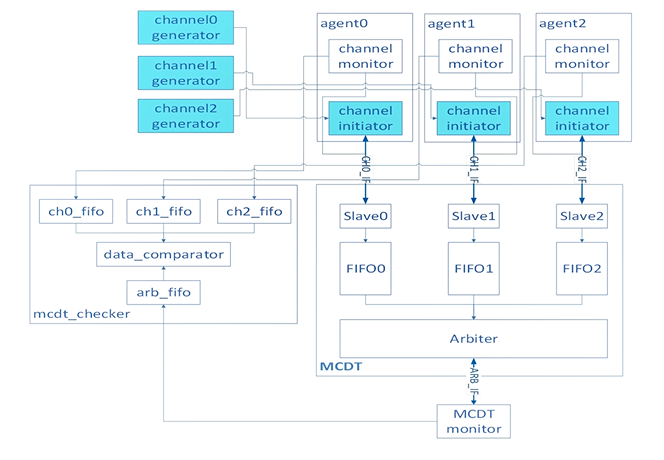 channel0
generator
channel1
generator
channel2
generator
agent0
agent1
agent2
channel
monitor
channel
monitor
channel
monitor
channel
initiator
channel
initiator
channel
initiator
CH0_IF
CH1_IF
CH2_IF
ch0_fifo
ch1_fifo
ch2_fifo
data_comparator
arb_fifo
mcdt_checker
Slave0
Slave1
Slave2
FIFO0
FIFO1
FIFO2
Arbiter
MCDT
ARB_IF
MCDT
monitor